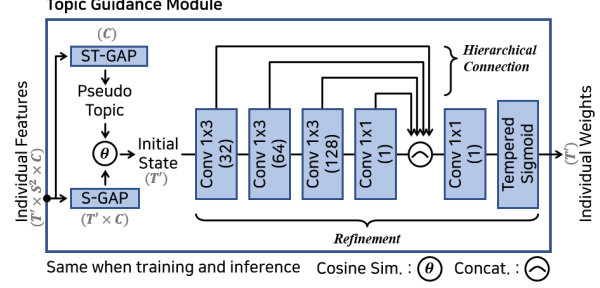 Topic Guidance Module
Individual Features
(T' × S² × C)
(C)
ST-GAP
Pseudo
Topic
θ
S-GAP
(T' × C)
Initial
State
(T')
Conv 1x3
(32)
Conv 1x3
(64)
Conv 1x3
(128)
Conv 1x1
(1)
Conv 1x1
(1)
Tempered
Sigmoid
Hierarchical
Connection
Refinement
(T')
Individual Weights
Same when training and inference Cosine Sim. : θ Concat. :